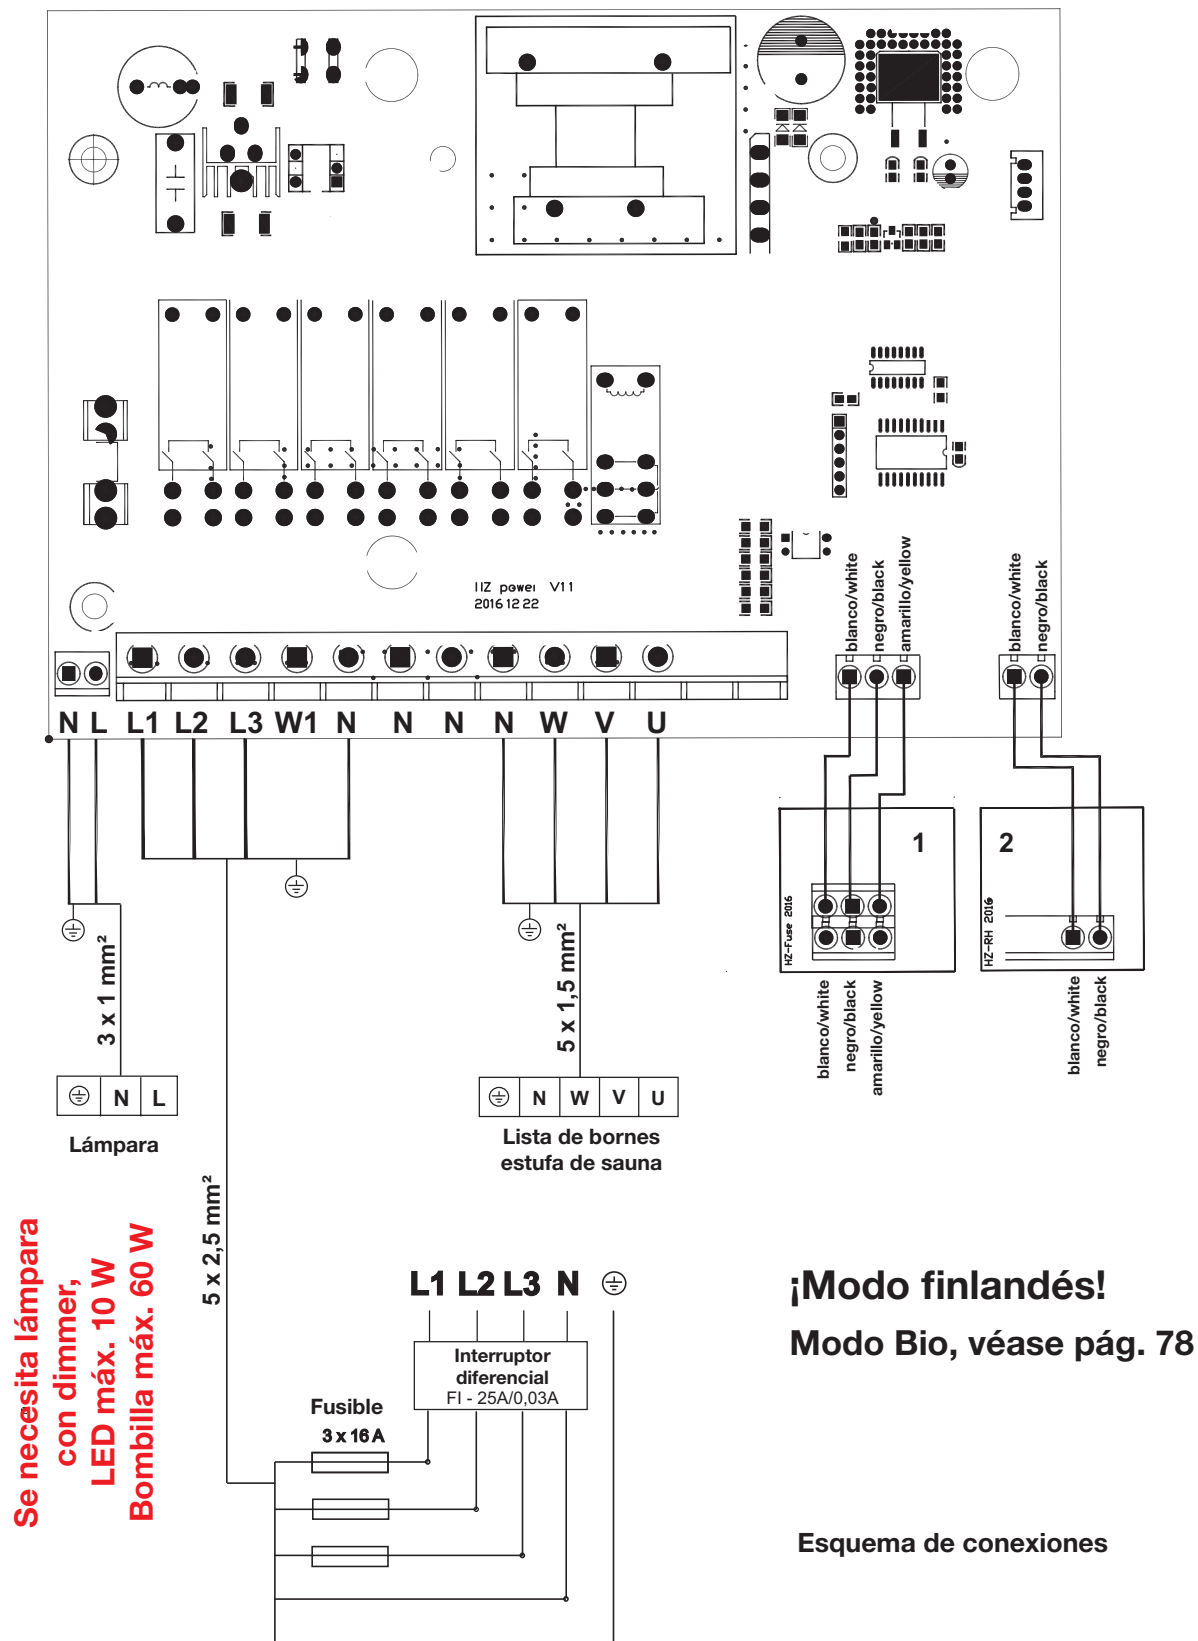 HZ power V11
2016 12 22
blanco/white
negro/black
amarillo/yellow
blanco/white
negro/black
N L L1 L2 L3 W1 N N N N W V U
1
2
HZ-Fuse 2016
HZ-RH 2016
blanco/white
negro/black
amarillo/yellow
blanco/white
negro/black
3 x 1 mm²
5 x 1,5 mm²
N L
Lámpara
N W V U
Lista de bornes
estufa de sauna
5 x 2,5 mm²
Se necesita lámpara
con dimmer,
LED máx. 10 W
Bombilla máx. 60 W
L1 L2 L3 N
Interruptor
diferencial
FI - 25A/0,03A
Fusible
3 x 16 A
¡Modo finlandés!
Modo Bio, véase pág. 78
Esquema de conexiones